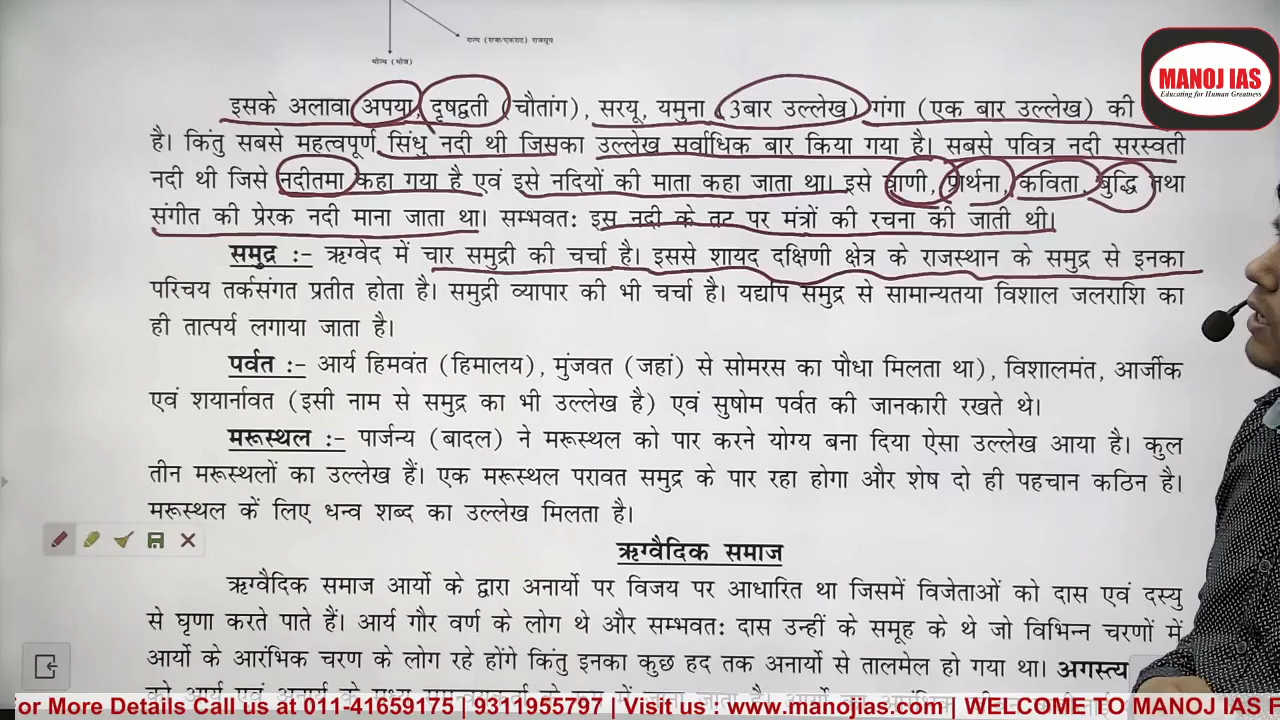 राज्य (राजा/एकराट) राजसूय
भोज्य (भोज)
MANOJ IAS
Educating for Human Greatness
इसके अलावा अपया, दृषद्वती (चौतांग), सरयू, यमुना (3बार उल्लेख) गंगा (एक बार उल्लेख) की
है। किंतु सबसे महत्वपूर्ण सिंधु नदी थी जिसका उल्लेख सर्वाधिक बार किया गया है। सबसे पवित्र नदी सरस्वती
नदी थी जिसे नदीतमा कहा गया है एवं इसे नदियों की माता कहा जाता था। इसे वाणी, प्रार्थना, कविता, बुद्धि तथा
संगीत की प्रेरक नदी माना जाता था। सम्भवतः इस नदी के तट पर मंत्रों की रचना की जाती थी।
समुद्र :- ऋग्वेद में चार समुद्री की चर्चा है। इससे शायद दक्षिणी क्षेत्र के राजस्थान के समुद्र से इनका
परिचय तर्कसंगत प्रतीत होता है। समुद्री व्यापार की भी चर्चा है। यद्यपि समुद्र से सामान्यतया विशाल जलराशि का
ही तात्पर्य लगाया जाता है।
पर्वत :- आर्य हिमवंत (हिमालय), मुंजवत (जहां) से सोमरस का पौधा मिलता था), विशालमंत, आर्जीक
एवं शयार्नावत (इसी नाम से समुद्र का भी उल्लेख है) एवं सुषोम पर्वत की जानकारी रखते थे।
मरूस्थल :- पार्जन्य (बादल) ने मरूस्थल को पार करने योग्य बना दिया ऐसा उल्लेख आया है। कुल
तीन मरूस्थलों का उल्लेख हैं। एक मरूस्थल परावत समुद्र के पार रहा होगा और शेष दो ही पहचान कठिन है।
मरूस्थल कें लिए धन्व शब्द का उल्लेख मिलता है।
ऋग्वैदिक समाज
ऋग्वैदिक समाज आर्यो के द्वारा अनार्यो पर विजय पर आधारित था जिसमें विजेताओं को दास एवं दस्यु
से घृणा करते पाते हैं। आर्य गौर वर्ण के लोग थे और सम्भवतः दास उन्हीं के समूह के थे जो विभिन्न चरणों में
आर्यो के आरंभिक चरण के लोग रहे होंगे किंतु इनका कुछ हद तक अनार्यो से तालमेल हो गया था। अगस्त्य
or More Details Call us at 011-41659175 | 9311955797 | Visit us : www.manojias.com | WELCOME TO MANOJ IAS F